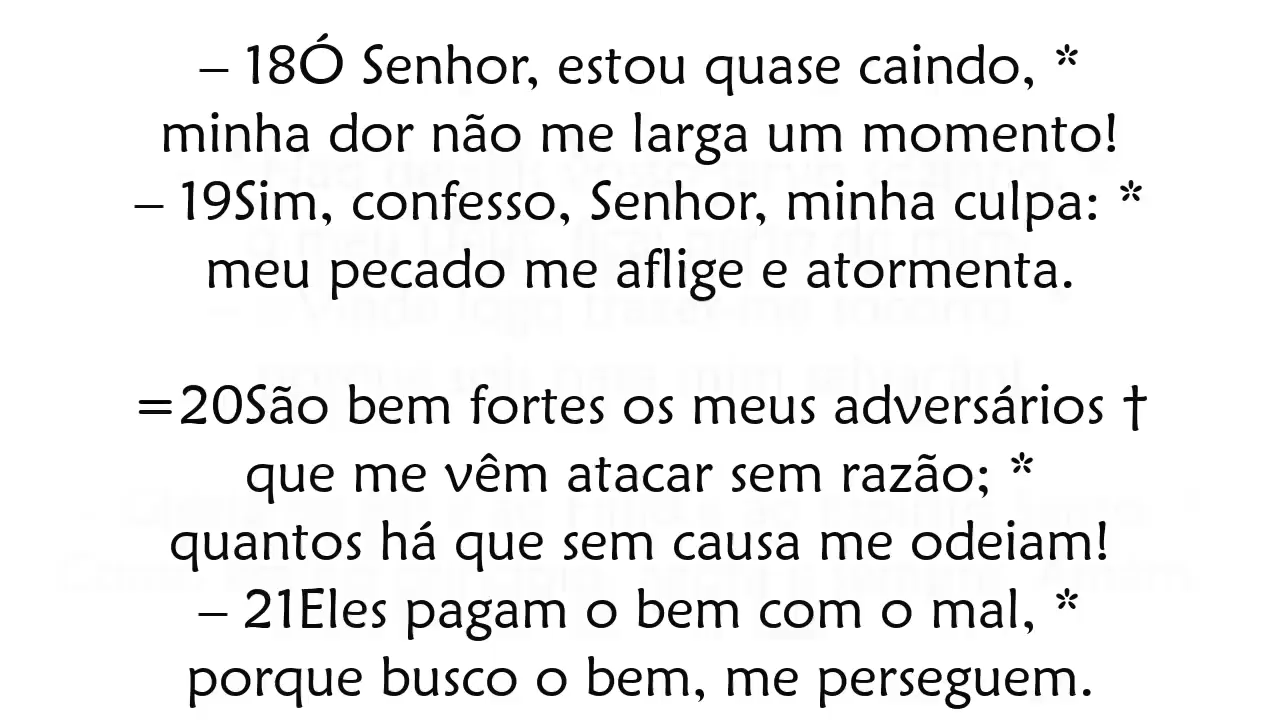 – 18Ó Senhor, estou quase caindo, *
minha dor não me larga um momento!
– 19Sim, confesso, Senhor, minha culpa: *
meu pecado me aflige e atormenta.
=20São bem fortes os meus adversários †
que me vêm atacar sem razão; *
quantos há que sem causa me odeiam!
– 21Eles pagam o bem com o mal, *
porque busco o bem, me perseguem.